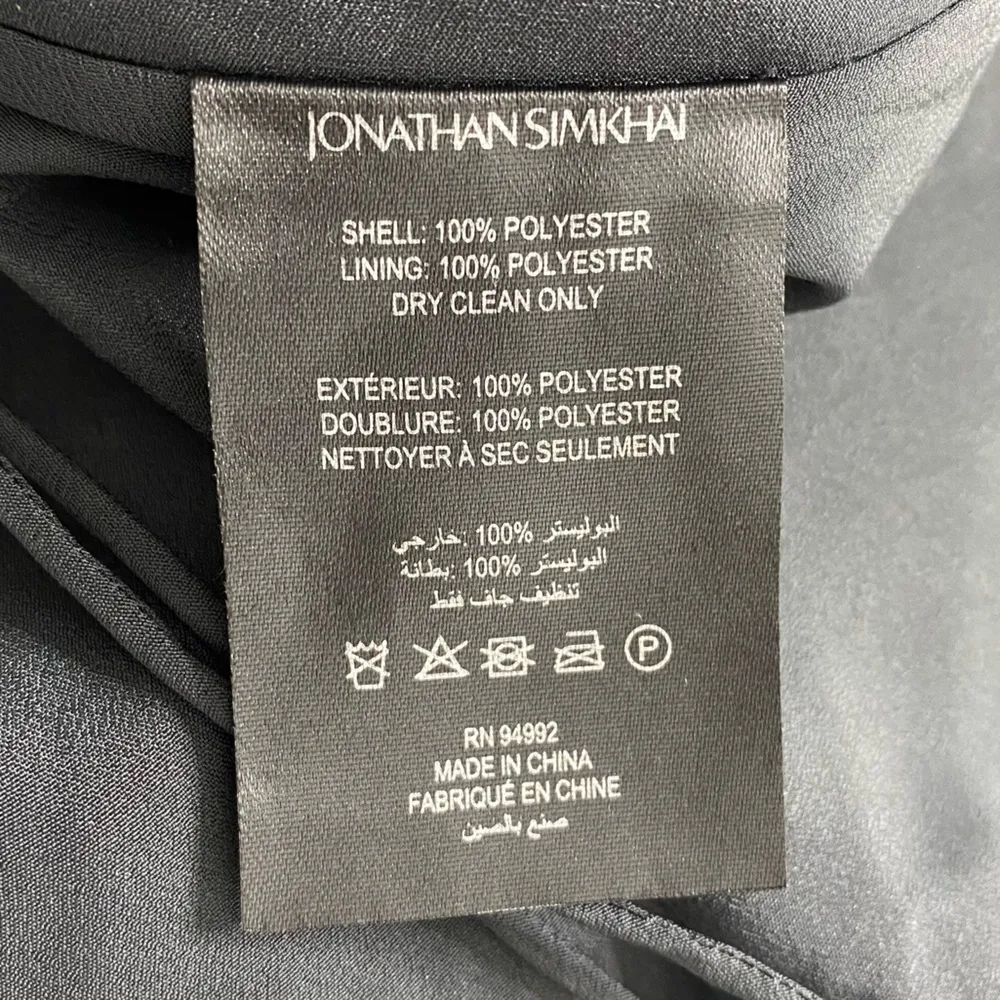 JONATHAN SIMKHAI
SHELL: 100% POLYESTER
LINING: 100% POLYESTER
DRY CLEAN ONLY
EXTÉRIEUR: 100% POLYESTER
DOUBLURE: 100% POLYESTER
NETTOYER À SEC SEULEMENT
البوليستر 100% :خارجي
البوليستر 100% :بطانة
تنظيف جاف فقط
P
RN 94992
MADE IN CHINA
FABRIQUÉ EN CHINE
صنع بالصين